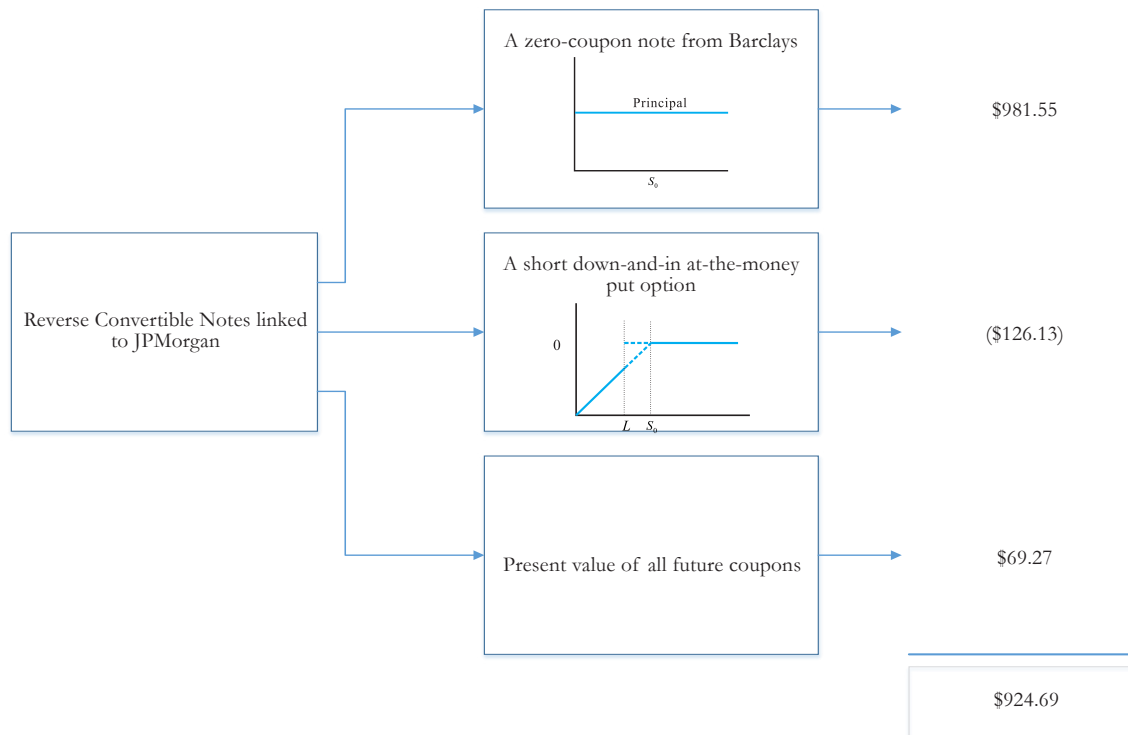 A zero-coupon note from Barclays
Principal
S₀
$981.55
Reverse Convertible Notes linked
to JPMorgan
A short down-and-in at-the-money
put option
0
L S₀
($126.13)
Present value of all future coupons
$69.27
$924.69